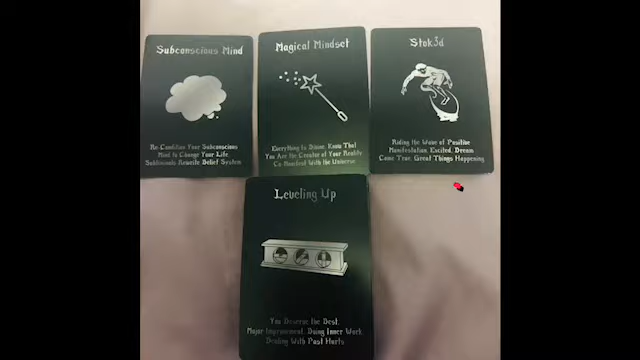 Subconscious Mind
Re Condition Your Subconscious
Mind to Change Your Life.
Subliminals Rewrite Belief System
Magical Mindset
Everything is Divine. Know That
You Are the Creator of Your Reality
Co Manifest With the Universe
Stok3d
Riding the Wave of Positive
Manifestation. Excited. Dream
Come True. Great Things Happening
Leveling Up
You Deserve the Best.
Major Improvement. Doing Inner Work.
Dealing With Past Hurts